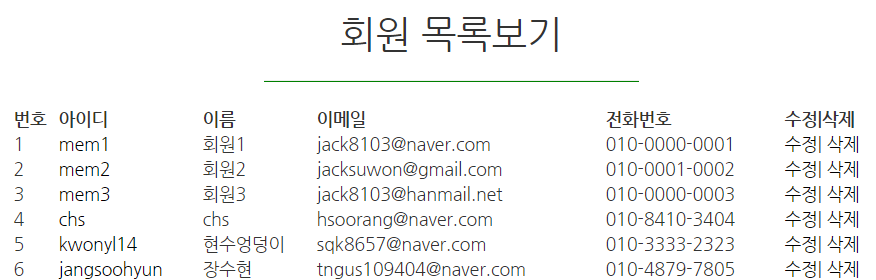 회원 목록보기
번호 아이디 이름 이메일 전화번호 수정|삭제
1 mem1 회원1 jack8103@naver.com 010-0000-0001 수정| 삭제
2 mem2 회원2 jacksuwon@gmail.com 010-0001-0002 수정| 삭제
3 mem3 회원3 jack8103@hanmail.net 010-0000-0003 수정| 삭제
4 chs chs hsoorang@naver.com 010-8410-3404 수정| 삭제
5 kwonyl14 현수엉덩이 sqk8657@naver.com 010-3333-2323 수정| 삭제
6 jangsoohyun 장수현 tngus109404@naver.com 010-4879-7805 수정| 삭제